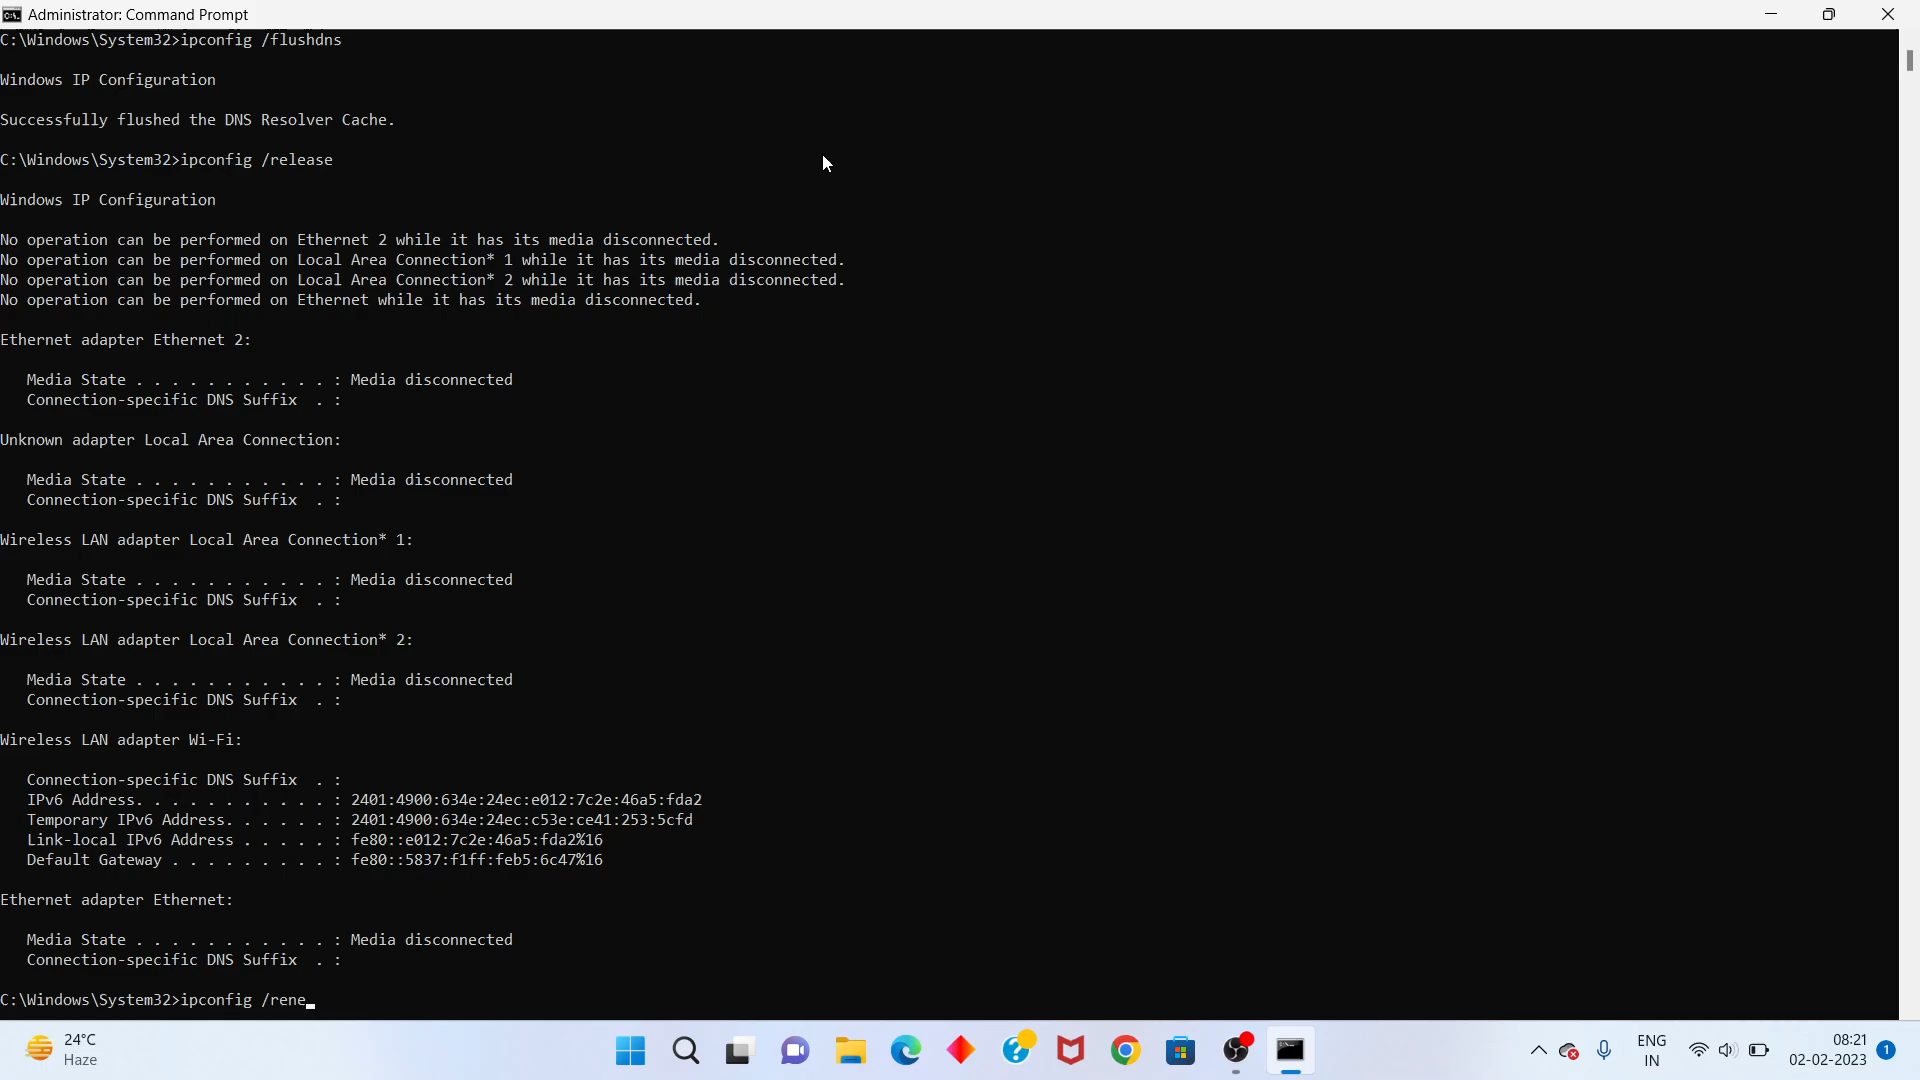 Administrator: Command Prompt
C:\Windows\System32>ipconfig /flushdns
Windows IP Configuration
Successfully flushed the DNS Resolver Cache.
C:\Windows\System32>ipconfig /release
Windows IP Configuration
No operation can be performed on Ethernet 2 while it has its media disconnected.
No operation can be performed on Local Area Connection* 1 while it has its media disconnected.
No operation can be performed on Local Area Connection* 2 while it has its media disconnected.
No operation can be performed on Ethernet while it has its media disconnected.
Ethernet adapter Ethernet 2:
Media State . . . . . . . . . . . : Media disconnected
Connection-specific DNS Suffix  . :
Unknown adapter Local Area Connection:
Media State . . . . . . . . . . . : Media disconnected
Connection-specific DNS Suffix  . :
Wireless LAN adapter Local Area Connection* 1:
Media State . . . . . . . . . . . : Media disconnected
Connection-specific DNS Suffix  . :
Wireless LAN adapter Local Area Connection* 2:
Media State . . . . . . . . . . . : Media disconnected
Connection-specific DNS Suffix  . :
Wireless LAN adapter Wi-Fi:
Connection-specific DNS Suffix  . :
IPv6 Address. . . . . . . . . . . : 2401:4900:634e:24ec:e012:7c2e:46a5:fda2
Temporary IPv6 Address. . . . . . : 2401:4900:634e:24ec:c53e:ce41:253:5cfd
Link-local IPv6 Address . . . . . : fe80::e012:7c2e:46a5:fda2%16
Default Gateway . . . . . . . . . : fe80::5837:f1ff:feb5:6c47%16
Ethernet adapter Ethernet:
Media State . . . . . . . . . . . : Media disconnected
Connection-specific DNS Suffix  . :
C:\Windows\System32>ipconfig /rene
24°C
Haze
ENG
IN
08:21
02-02-2023
1